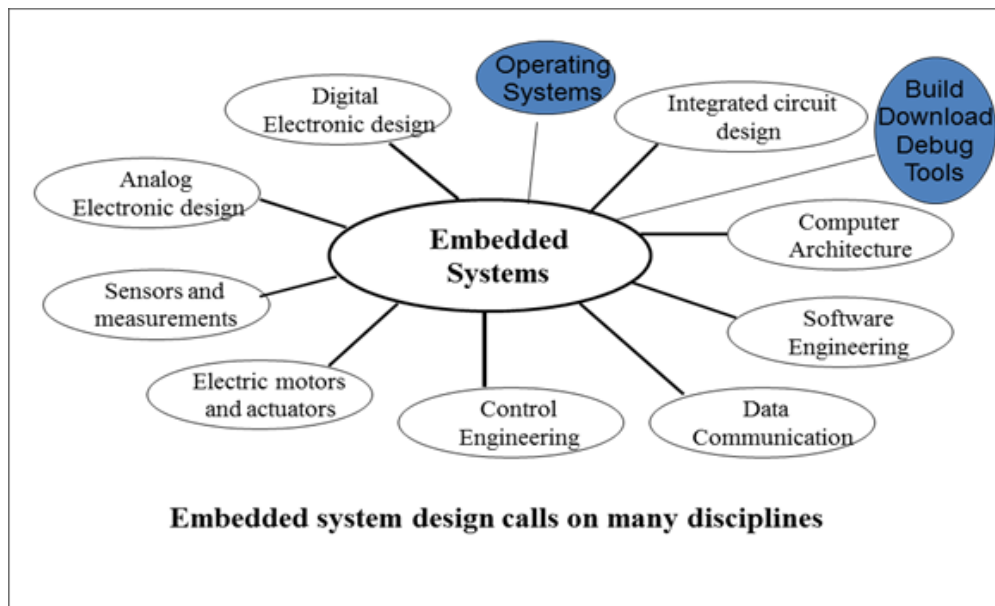 Operating
Systems
Build
Download
Debug
Tools
Digital
Electronic design
Integrated circuit
design
Analog
Electronic design
Computer
Architecture
Embedded
Systems
Sensors and
measurements
Software
Engineering
Electric motors
and actuators
Control
Engineering
Data
Communication
Embedded system design calls on many disciplines